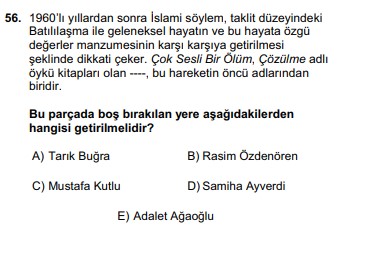 56. 1960’lı yıllardan sonra İslami söylem, taklit düzeyindeki
Batılılaşma ile geleneksel hayatın ve bu hayata özgü
değerler manzumesinin karşı karşıya getirilmesi
şeklinde dikkati çeker. Çok Sesli Bir Ölüm, Çözülme adlı
öykü kitapları olan ----, bu hareketin öncü adlarından
biridir.
Bu parçada boş bırakılan yere aşağıdakilerden
hangisi getirilmelidir?
A) Tarık Buğra B) Rasim Özdenören
C) Mustafa Kutlu D) Samiha Ayverdi
E) Adalet Ağaoğlu